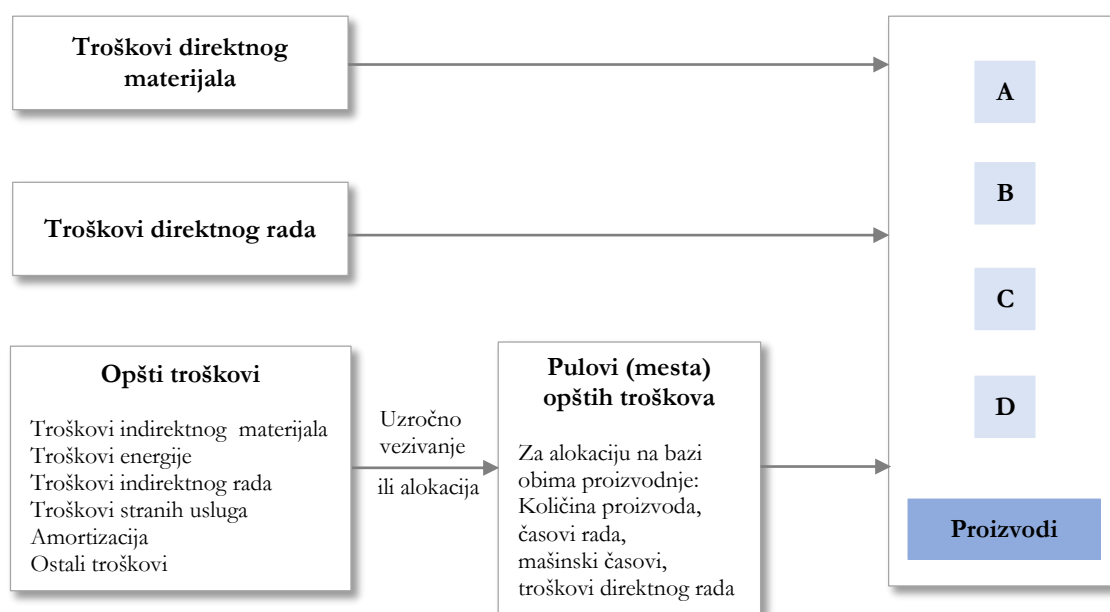 Troškovi direktnog
materijala
Troškovi direktnog rada
Opšti troškovi
Troškovi indirektnog materijala
Troškovi energije
Troškovi indirektnog rada
Troškovi stranih usluga
Amortizacija
Ostali troškovi
Uzročno
vezivanje
ili alokacija
Pulovi (mesta)
opštih troškova
Za alokaciju na bazi
obima proizvodnje:
Količina proizvoda,
časovi rada,
mašinski časovi,
troškovi direktnog rada
A
B
C
D
Proizvodi